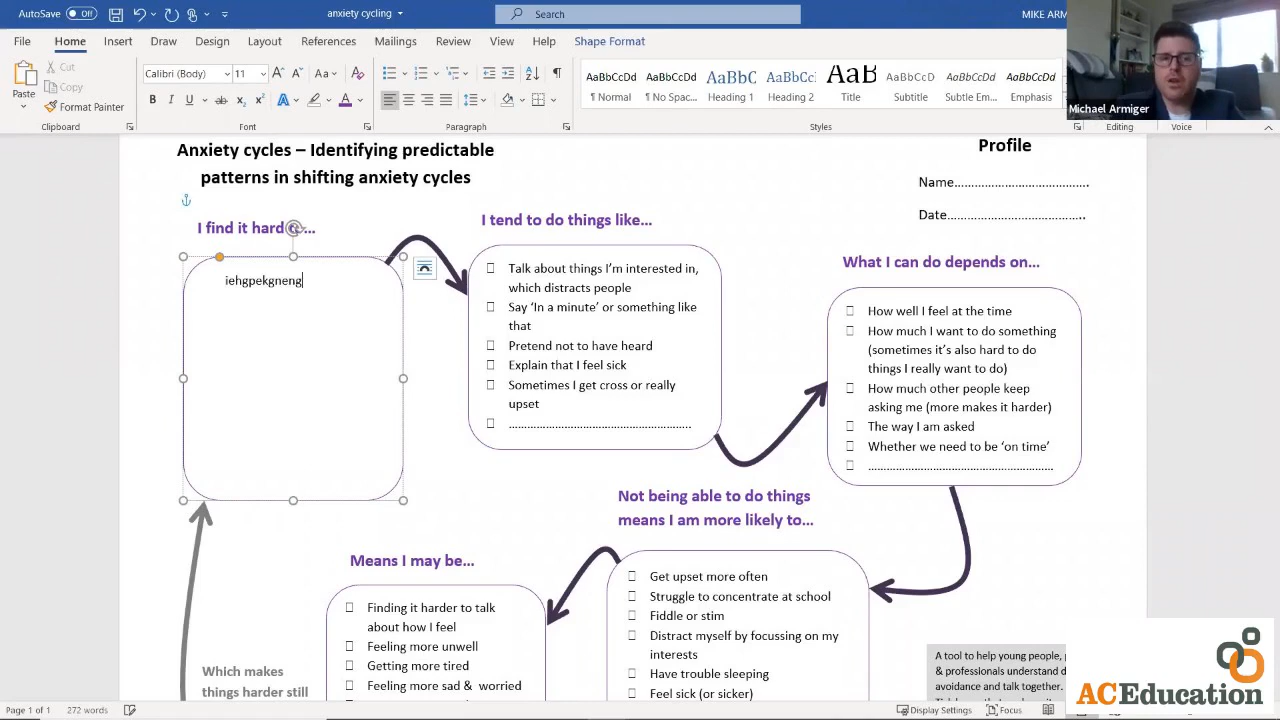 AutoSave Off
anxiety cycling
Search
MIKE ARM
File Home Insert Draw Design Layout References Mailings Review View Help Shape Format
Paste
Cut
Copy
Format Painter
Calibri (Body) 11
AaBbCcDd AaBbCcDd AaBbC AaBbCc AaB AaBbCcD AaBbCcDd AaBbCcDd
¶ Normal ¶ No Spac... Heading 1 Heading 2 Title Subtitle Subtle Em... Emphasis
Clipboard Font Paragraph Styles Editing Voice
Michael Armiger
Anxiety cycles – Identifying predictable
patterns in shifting anxiety cycles
Profile
Name......................................
Date......................................
I find it hard ...
iehgpekgneng
I tend to do things like...
Talk about things I'm interested in,
which distracts people
Say 'In a minute' or something like
that
Pretend not to have heard
Explain that I feel sick
Sometimes I get cross or really
upset
......................................................
What I can do depends on...
How well I feel at the time
How much I want to do something
(sometimes it's also hard to do
things I really want to do)
How much other people keep
asking me (more makes it harder)
The way I am asked
Whether we need to be 'on time'
......................................................
Not being able to do things
means I am more likely to...
Get upset more often
Struggle to concentrate at school
Fiddle or stim
Distract myself by focussing on my
interests
Have trouble sleeping
Feel sick (or sicker)
Means I may be...
Finding it harder to talk
about how I feel
Feeling more unwell
Getting more tired
Feeling more sad & worried
Which makes
things harder still
A tool to help young people,
& professionals understand d
avoidance and talk together.
ACEducation
Page 1 of 1 272 words
Display Settings Focus